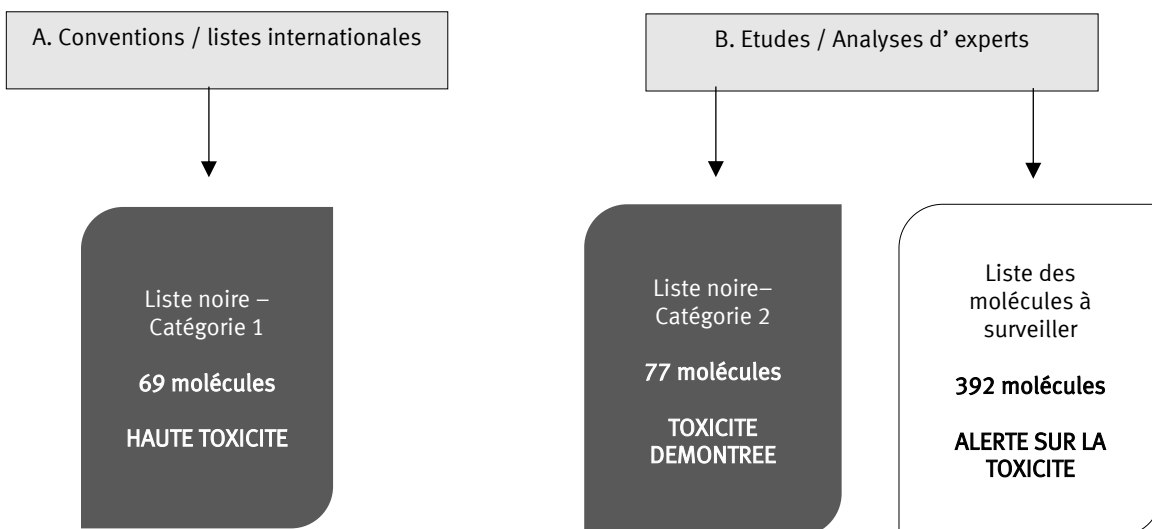 A. Conventions / listes internationales
B. Etudes / Analyses d' experts
Liste noire –
Catégorie 1
69 molécules
HAUTE TOXICITE
Liste noire–
Catégorie 2
77 molécules
TOXICITE
DEMONTREE
Liste des
molécules à
surveiller
392 molécules
ALERTE SUR LA
TOXICITE